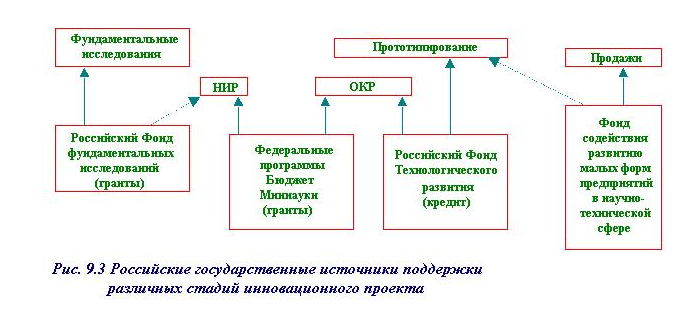 Фундаментальные
исследования
НИР
ОКР
Прототипирование
Продажи
Российский Фонд
фундаментальных
исследований
(гранты)
Федеральные
программы
Бюджет
Миннауки
(гранты)
Российский Фонд
Технологического
развития
(кредит)
Фонд
содействия
развитию
малых форм
предприятий
в научно-
технической
сфере
Рис. 9.3 Российские государственные источники поддержки
различных стадий инновационного проекта